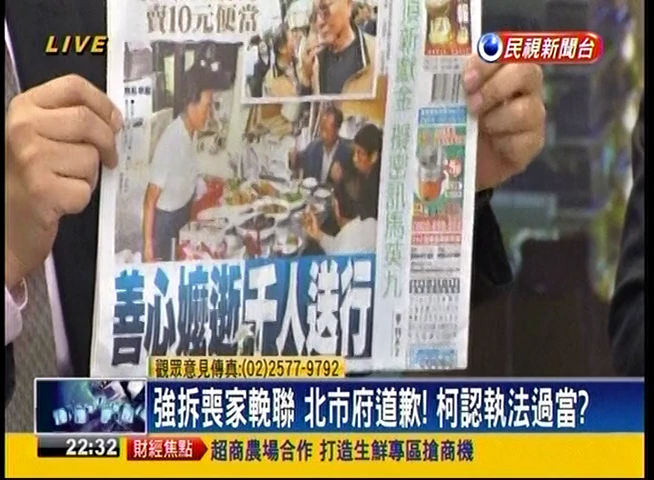 賣10元便當
LIVE
民視新聞台
善心嬤逝 千人送行
觀眾意見傳真:(02)2577-9792
強拆喪家輓聯 北市府道歉! 柯認執法過當?
22:32
財經焦點
超商農場合作 打造生鮮專區搶商機